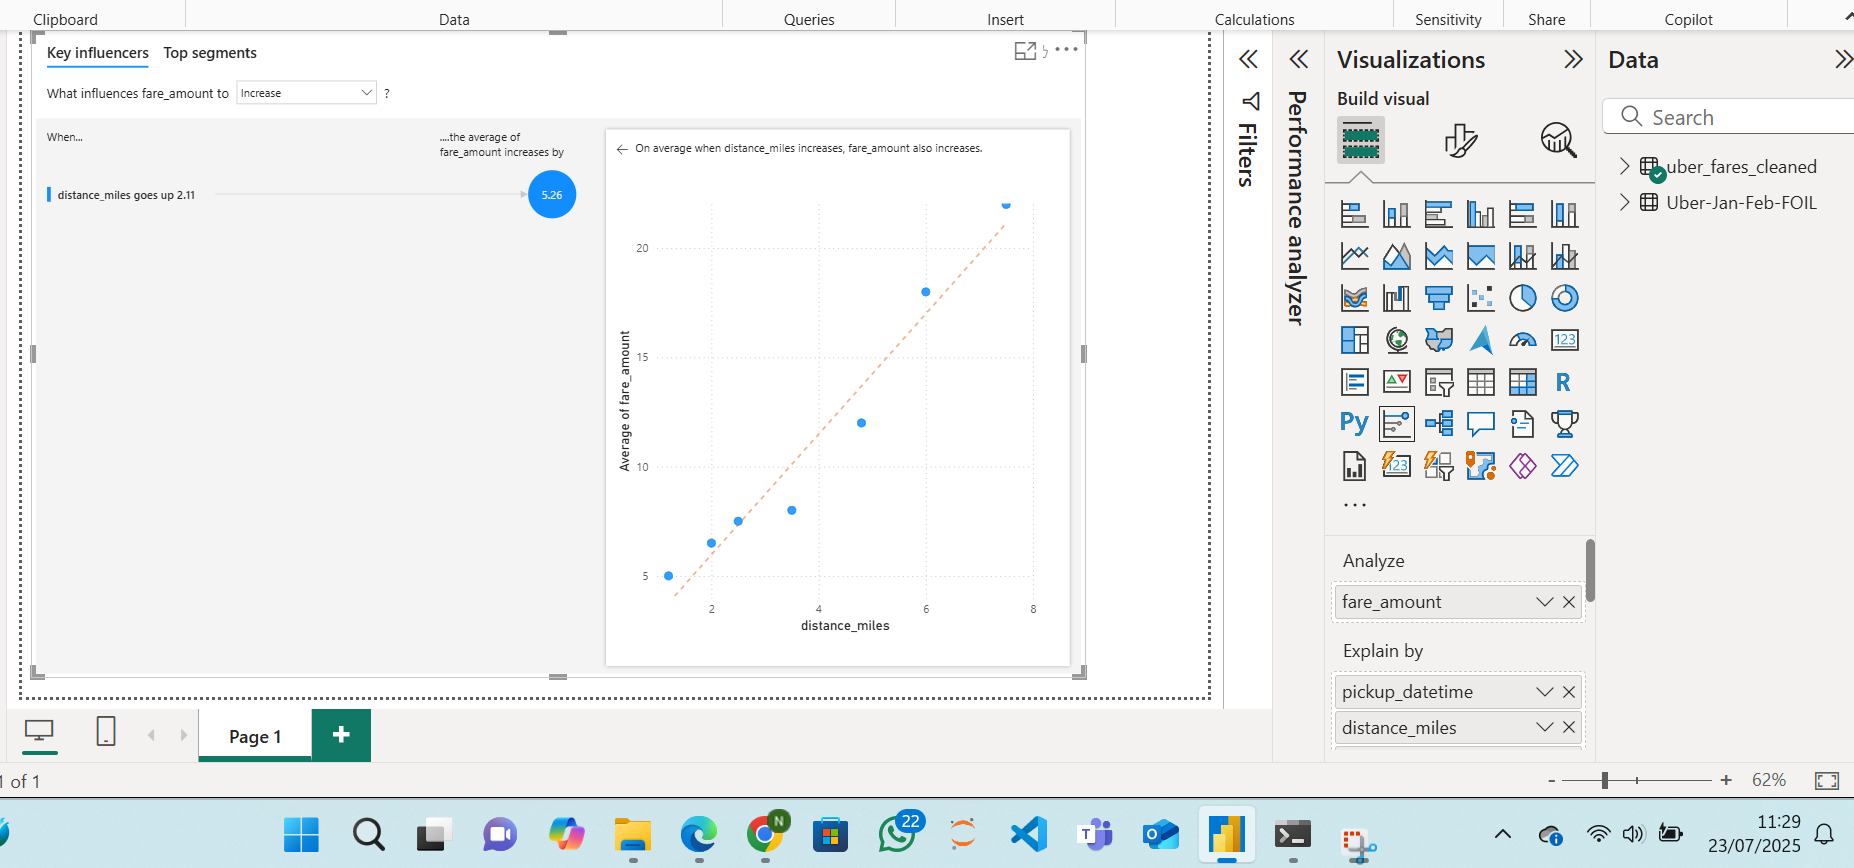 Clipboard Data Queries Insert Calculations Sensitivity Share Copilot
Key influencers Top segments
What influences fare_amount to Increase ?
When...
....the average of
fare_amount increases by
distance_miles goes up 2.11
5.26
On average when distance_miles increases, fare_amount also increases.
Average of fare_amount
20
15
10
5
2 4 6 8
distance_miles
Filters
Performance analyzer
Visualizations
Build visual
123
R
Py
123
...
Analyze
fare_amount
Explain by
pickup_datetime
distance_miles
Data
Search
uber_fares_cleaned
Uber-Jan-Feb-FOIL
Page 1
+
1 of 1
- + 62%
N
22
T
11:29
23/07/2025